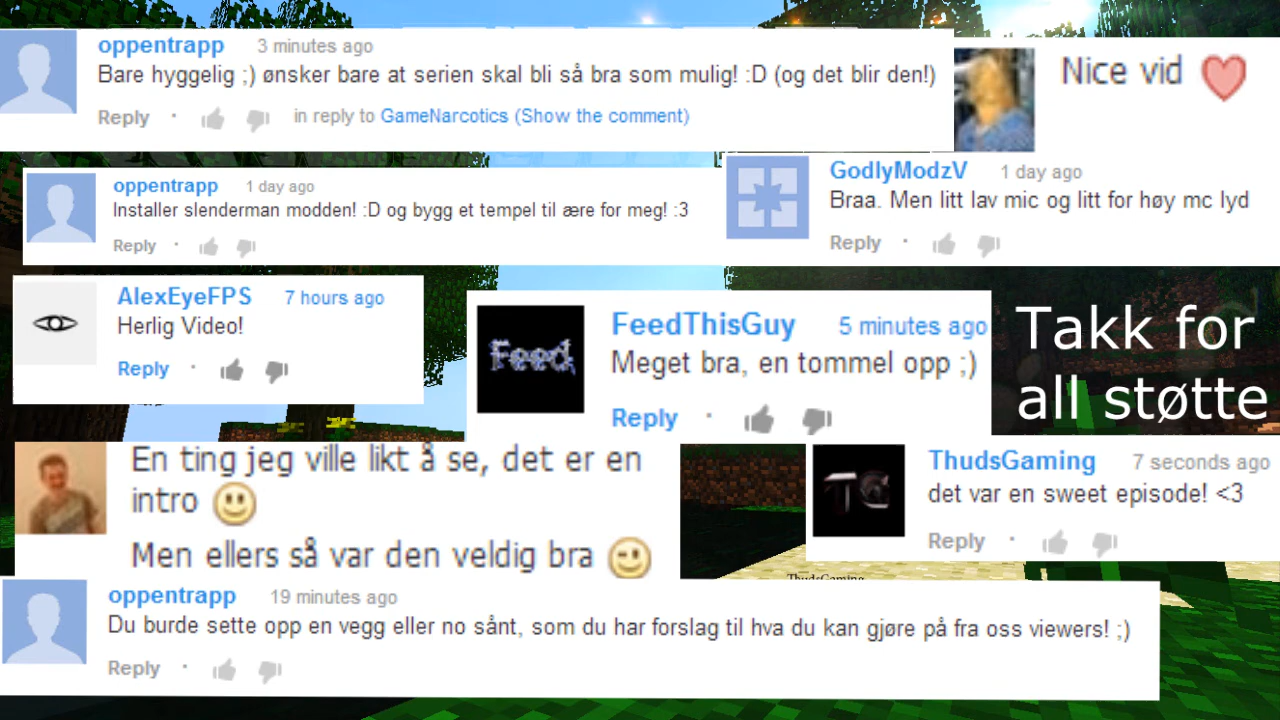 oppentrapp 3 minutes ago
Bare hyggelig ;) ønsker bare at serien skal bli så bra som mulig! :D (og det blir den!)
Reply · in reply to GameNarcotics (Show the comment)
Nice vid
oppentrapp 1 day ago
Installer slenderman modden! :D og bygg et tempel til ære for meg! :3
Reply ·
GodlyModzV 1 day ago
Braa. Men litt lav mic og litt for høy mc lyd
Reply ·
AlexEyeFPS 7 hours ago
Herlig Video!
Reply ·
Feed
FeedThisGuy 5 minutes ago
Meget bra, en tommel opp ;)
Reply ·
Takk for
all støtte
En ting jeg ville likt å se, det er en
intro
Men ellers så var den veldig bra
TG
ThudsGaming 7 seconds ago
det var en sweet episode! <3
Reply ·
ThudsGaming
oppentrapp 19 minutes ago
Du burde sette opp en vegg eller no sånt, som du har forslag til hva du kan gjøre på fra oss viewers! ;)
Reply ·